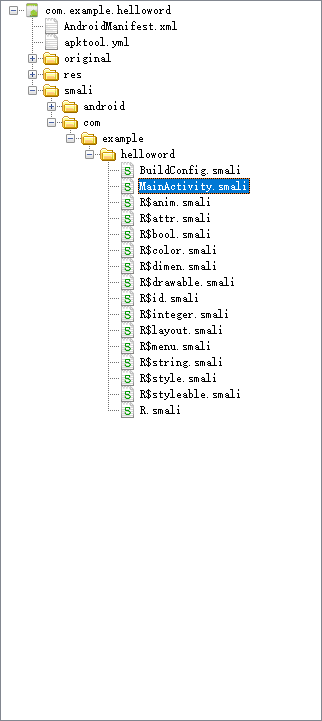 com.example.helloword
AndroidManifest.xml
apktool.yml
original
res
smali
android
com
example
helloword
BuildConfig.smali
MainActivity.smali
R$anim.smali
R$attr.smali
R$bool.smali
R$color.smali
R$dimen.smali
R$drawable.smali
R$id.smali
R$integer.smali
R$layout.smali
R$menu.smali
R$string.smali
R$style.smali
R$styleable.smali
R.smali